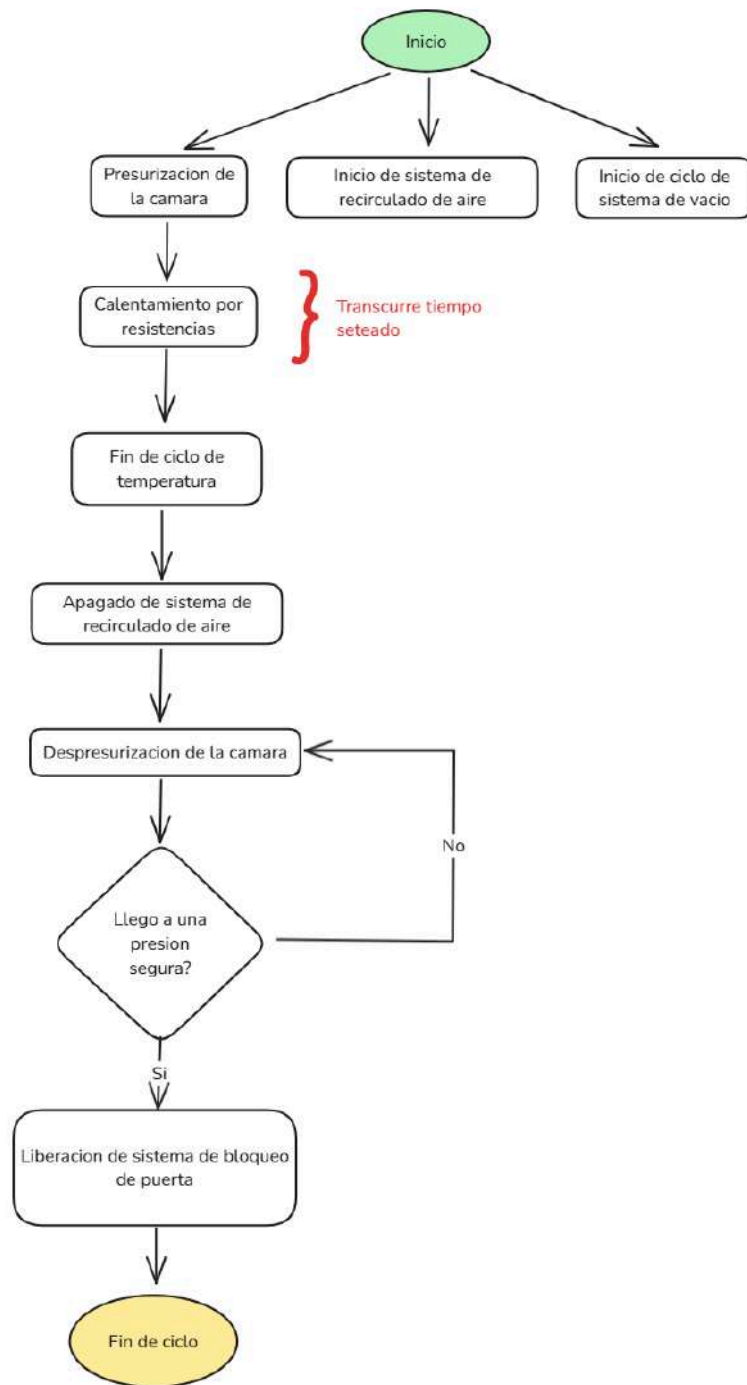 Inicio
Presurizacion de
la camara
Inicio de sistema de
recirculado de aire
Inicio de ciclo de
sistema de vacio
Calentamiento por
resistencias
Transcurre tiempo
seteado
Fin de ciclo de
temperatura
Apagado de sistema de
recirculado de aire
Despresurizacion de la camara
No
Llego a una
presion
segura?
Si
Liberacion de sistema de bloqueo
de puerta
Fin de ciclo